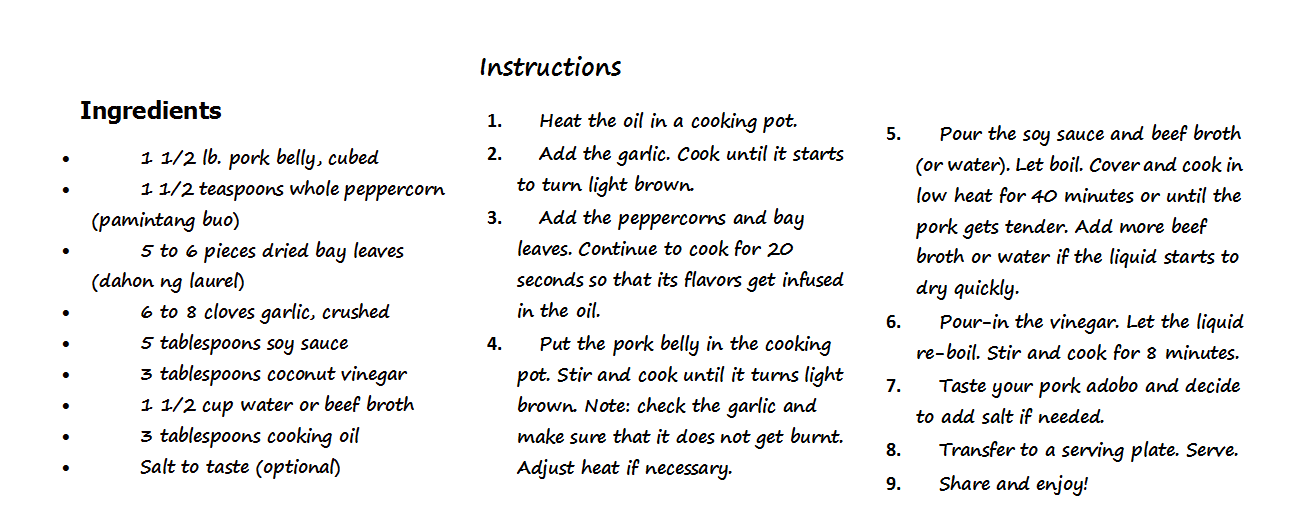 Ingredients
• 1 1/2 lb. pork belly, cubed
• 1 1/2 teaspoons whole peppercorn
(pamintang buo)
• 5 to 6 pieces dried bay leaves
(dahon ng laurel)
• 6 to 8 cloves garlic, crushed
• 5 tablespoons soy sauce
• 3 tablespoons coconut vinegar
• 1 1/2 cup water or beef broth
• 3 tablespoons cooking oil
• Salt to taste (optional)
Instructions
1. Heat the oil in a cooking pot.
2. Add the garlic. Cook until it starts
to turn light brown.
3. Add the peppercorns and bay
leaves. Continue to cook for 20
seconds so that its flavors get infused
in the oil.
4. Put the pork belly in the cooking
pot. Stir and cook until it turns light
brown. Note: check the garlic and
make sure that it does not get burnt.
Adjust heat if necessary.
5. Pour the soy sauce and beef broth
(or water). Let boil. Cover and cook in
low heat for 40 minutes or until the
pork gets tender. Add more beef
broth or water if the liquid starts to
dry quickly.
6. Pour-in the vinegar. Let the liquid
re-boil. Stir and cook for 8 minutes.
7. Taste your pork adobo and decide
to add salt if needed.
8. Transfer to a serving plate. Serve.
9. Share and enjoy!